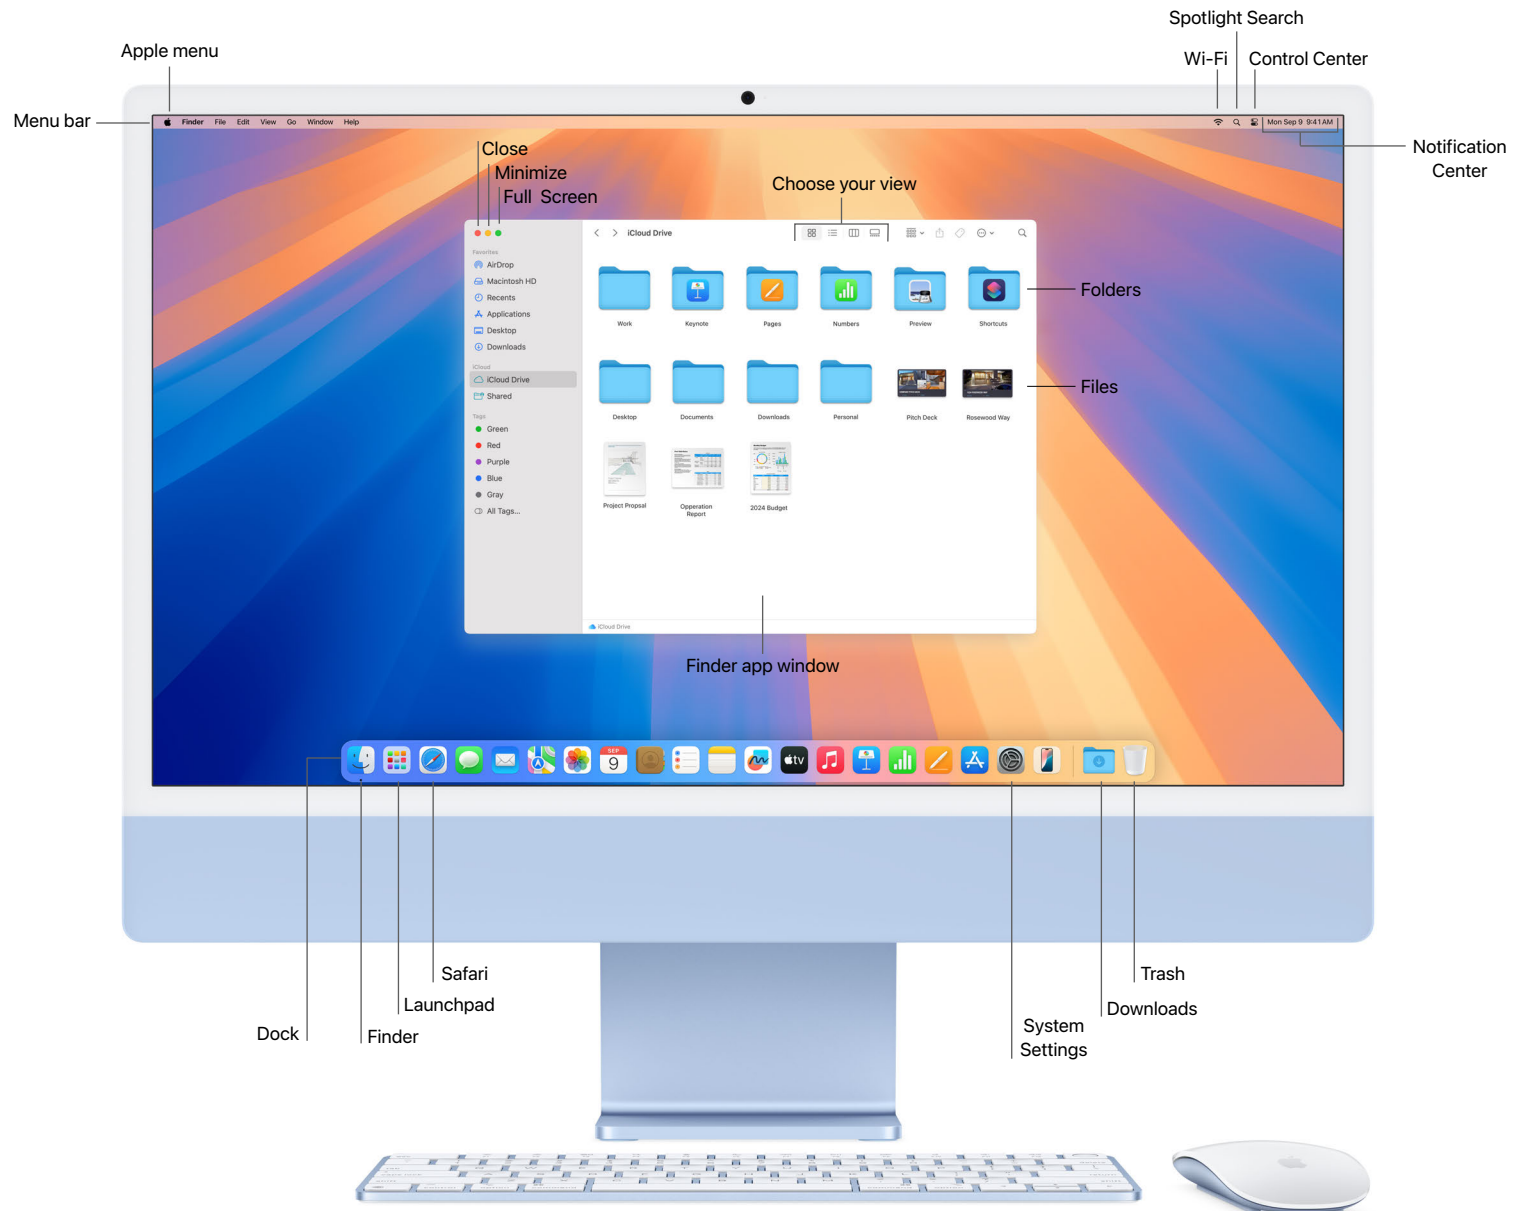 Spotlight Search
Apple menu
Wi-Fi
Control Center
Menu bar
Finder File Edit View Go Window Help
Mon Sep 9 9:41 AM
Notification
Center
Close
Minimize
Full Screen
Choose your view
iCloud Drive
Favorites
AirDrop
Macintosh HD
Recents
Applications
Desktop
Downloads
iCloud
iCloud Drive
Shared
Tags
Green
Red
Purple
Blue
Gray
All Tags...
Work
Keynote
Pages
Numbers
Preview
Shortcuts
Folders
Desktop
Documents
Downloads
Personal
Pitch Deck
Rosewood Way
Files
Project Propsal
Opperation
Report
2024 Budget
iCloud Drive
Finder app window
SEP
9
tv
Safari
Launchpad
Dock
Finder
System
Settings
Downloads
Trash